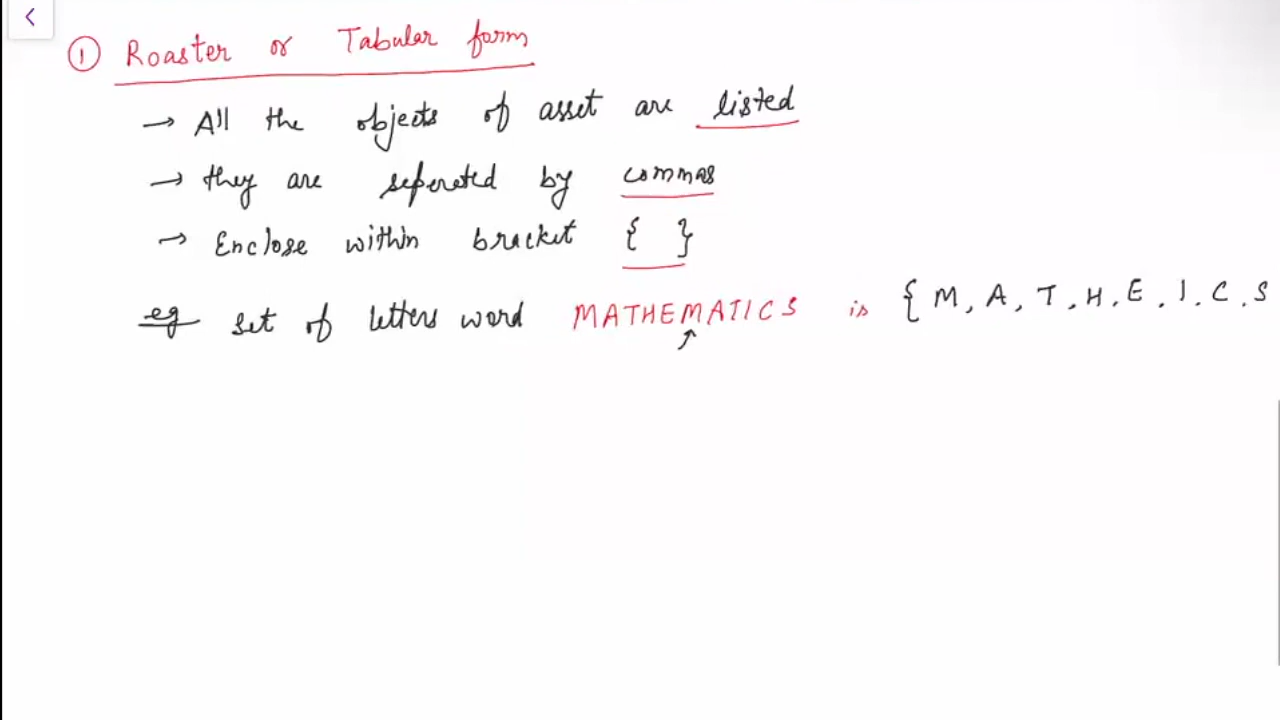 ① Roaster or Tabular form
→ All the objects of asset are listed
→ they are seperated by commas
→ Enclose within bracket { }
eg set of letters word MATHEMATICS is { M, A, T, H, E, I, C, S